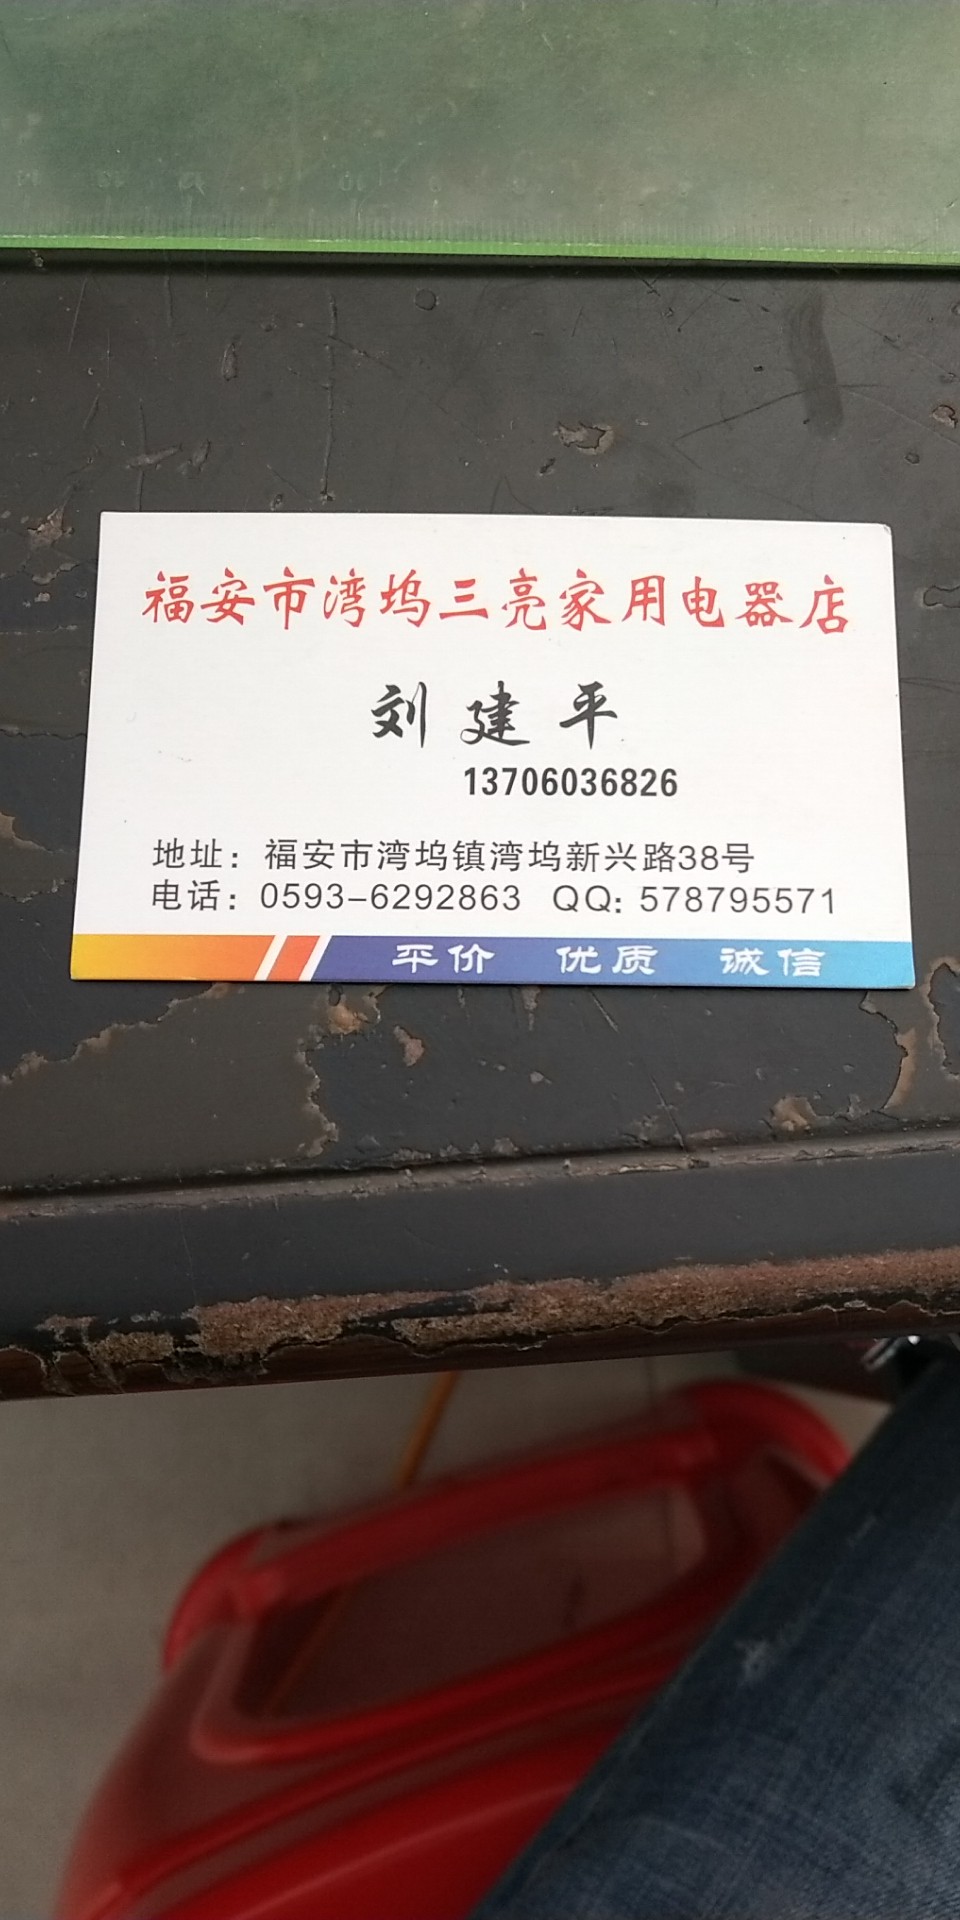 福安市湾坞三亮家用电器店
刘建平
13706036826
地址：福安市湾坞镇湾坞新兴路38号
电话：0593-6292863 QQ: 578795571
平价 优质 诚信